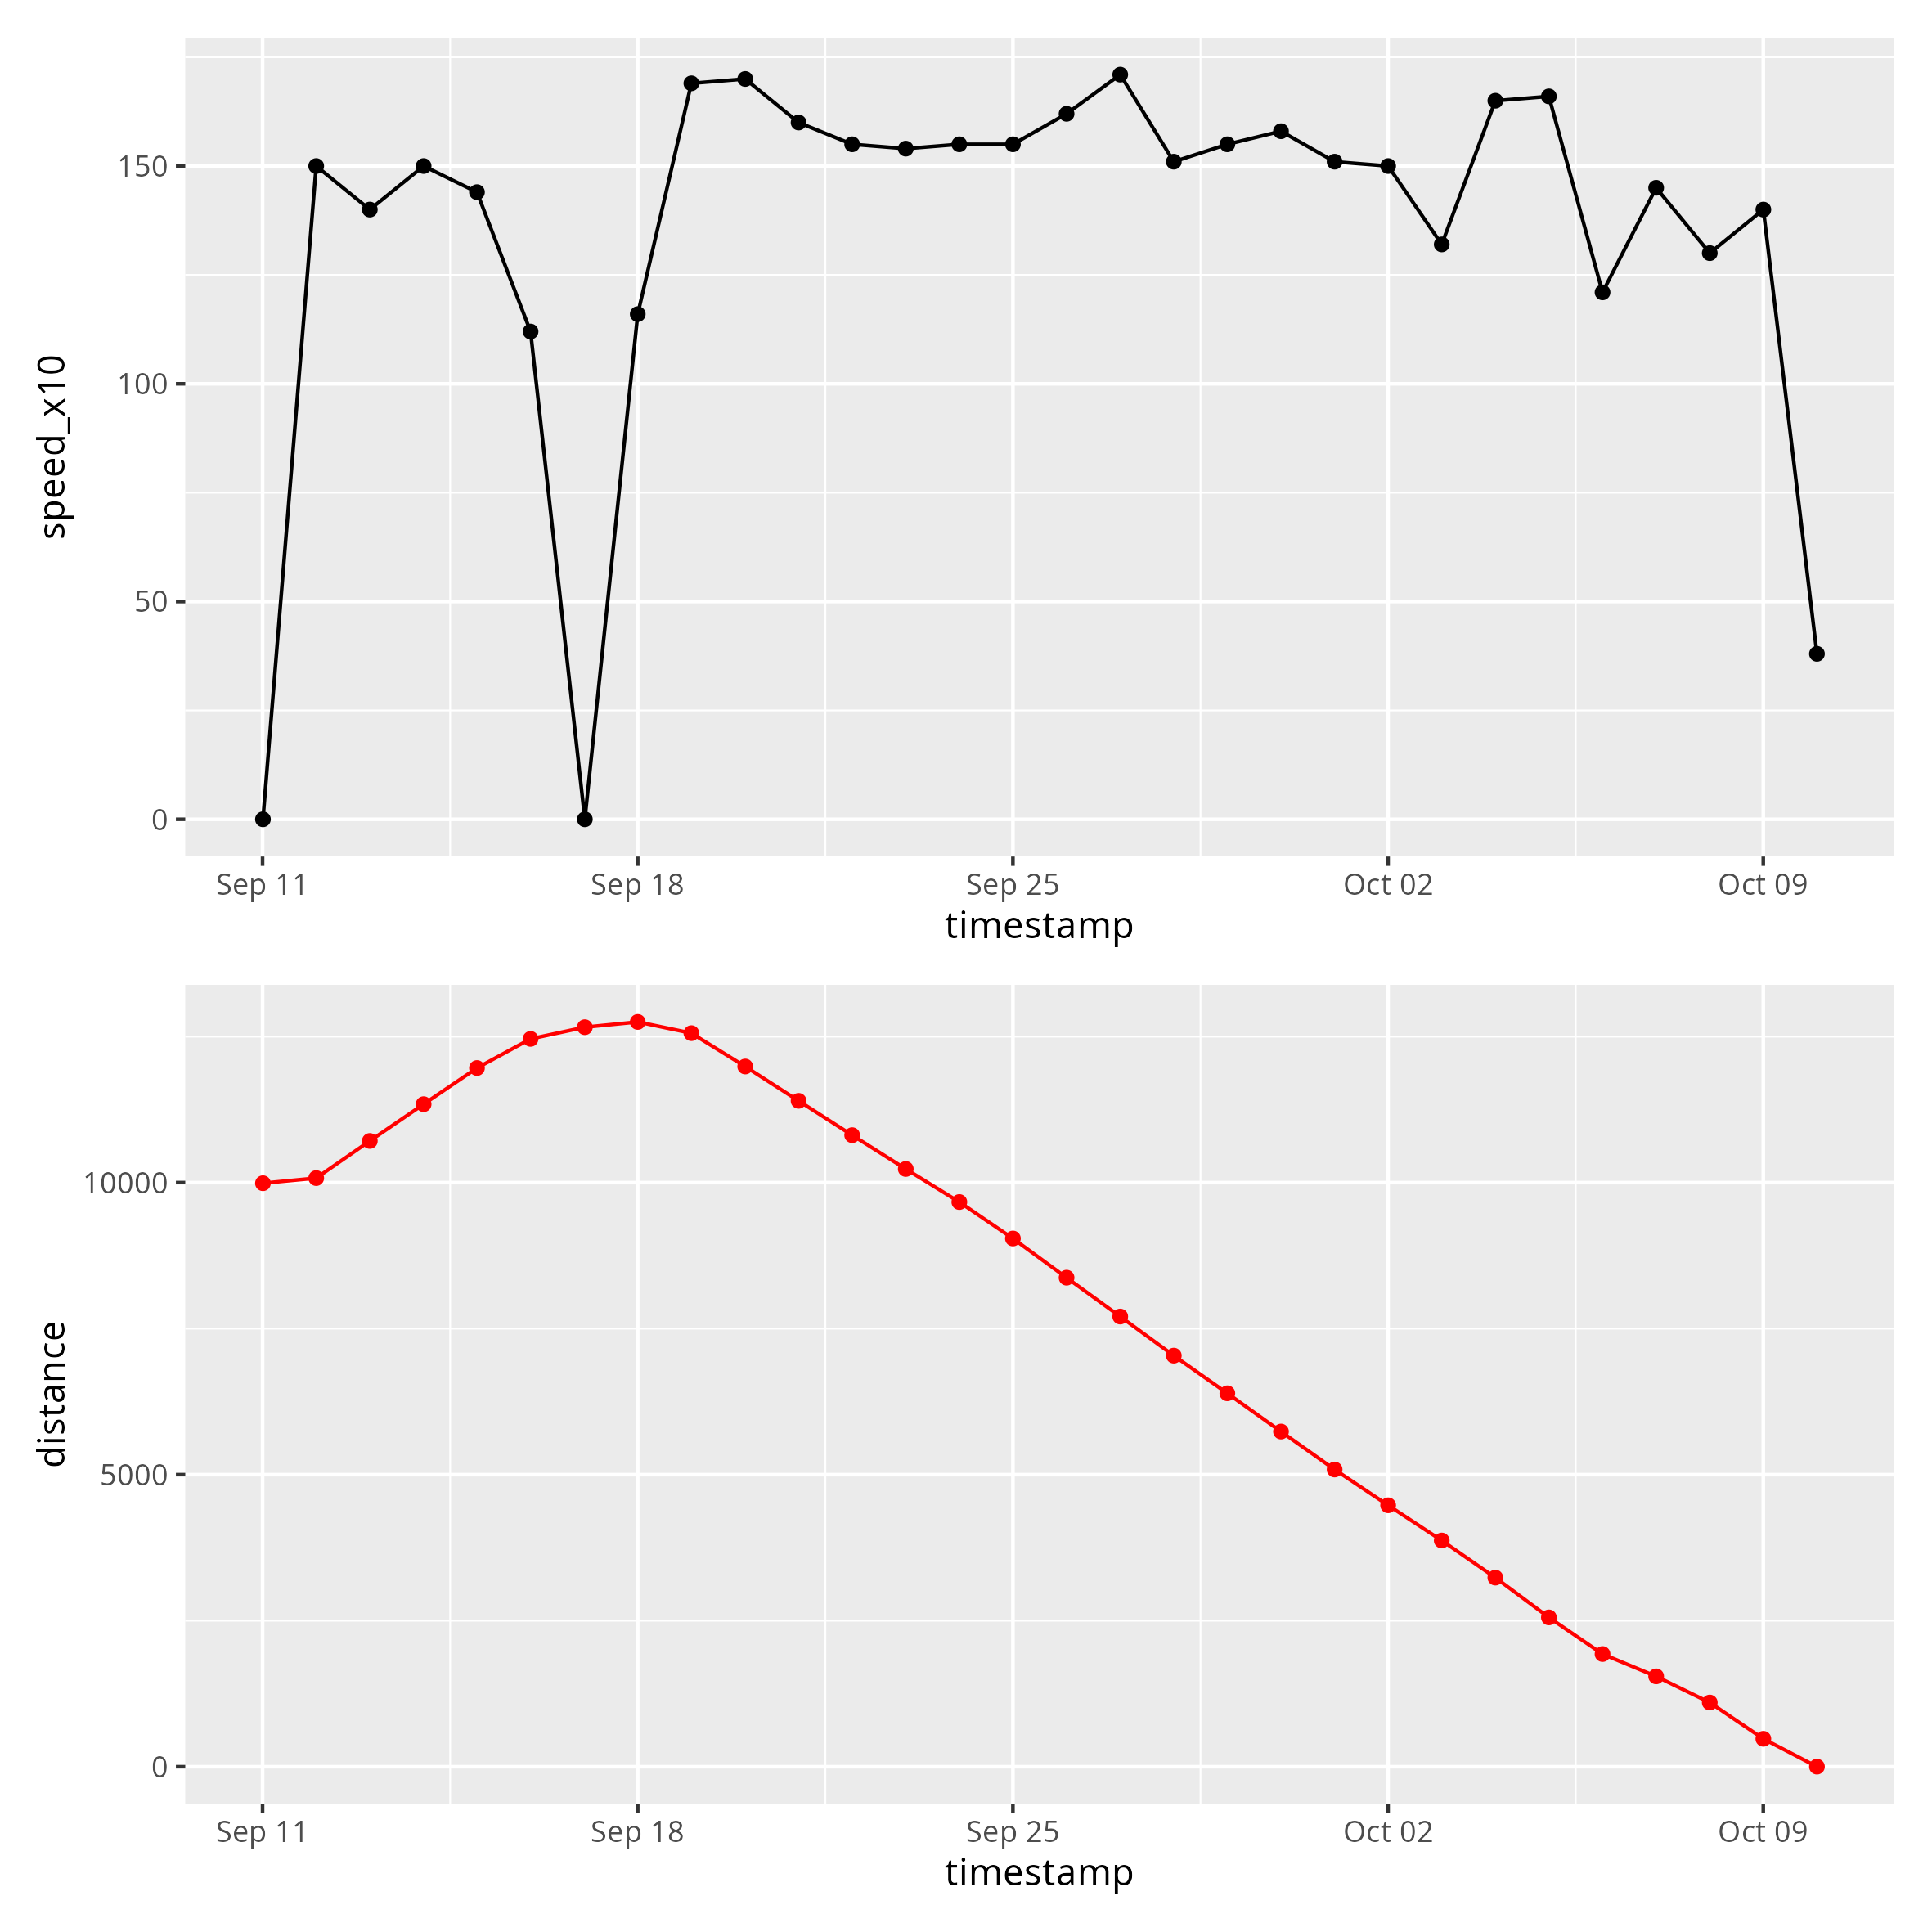 speed_x10
150
100
50
0
Sep 11 Sep 18 Sep 25 Oct 02 Oct 09
timestamp
distance
10000
5000
0
Sep 11 Sep 18 Sep 25 Oct 02 Oct 09
timestamp